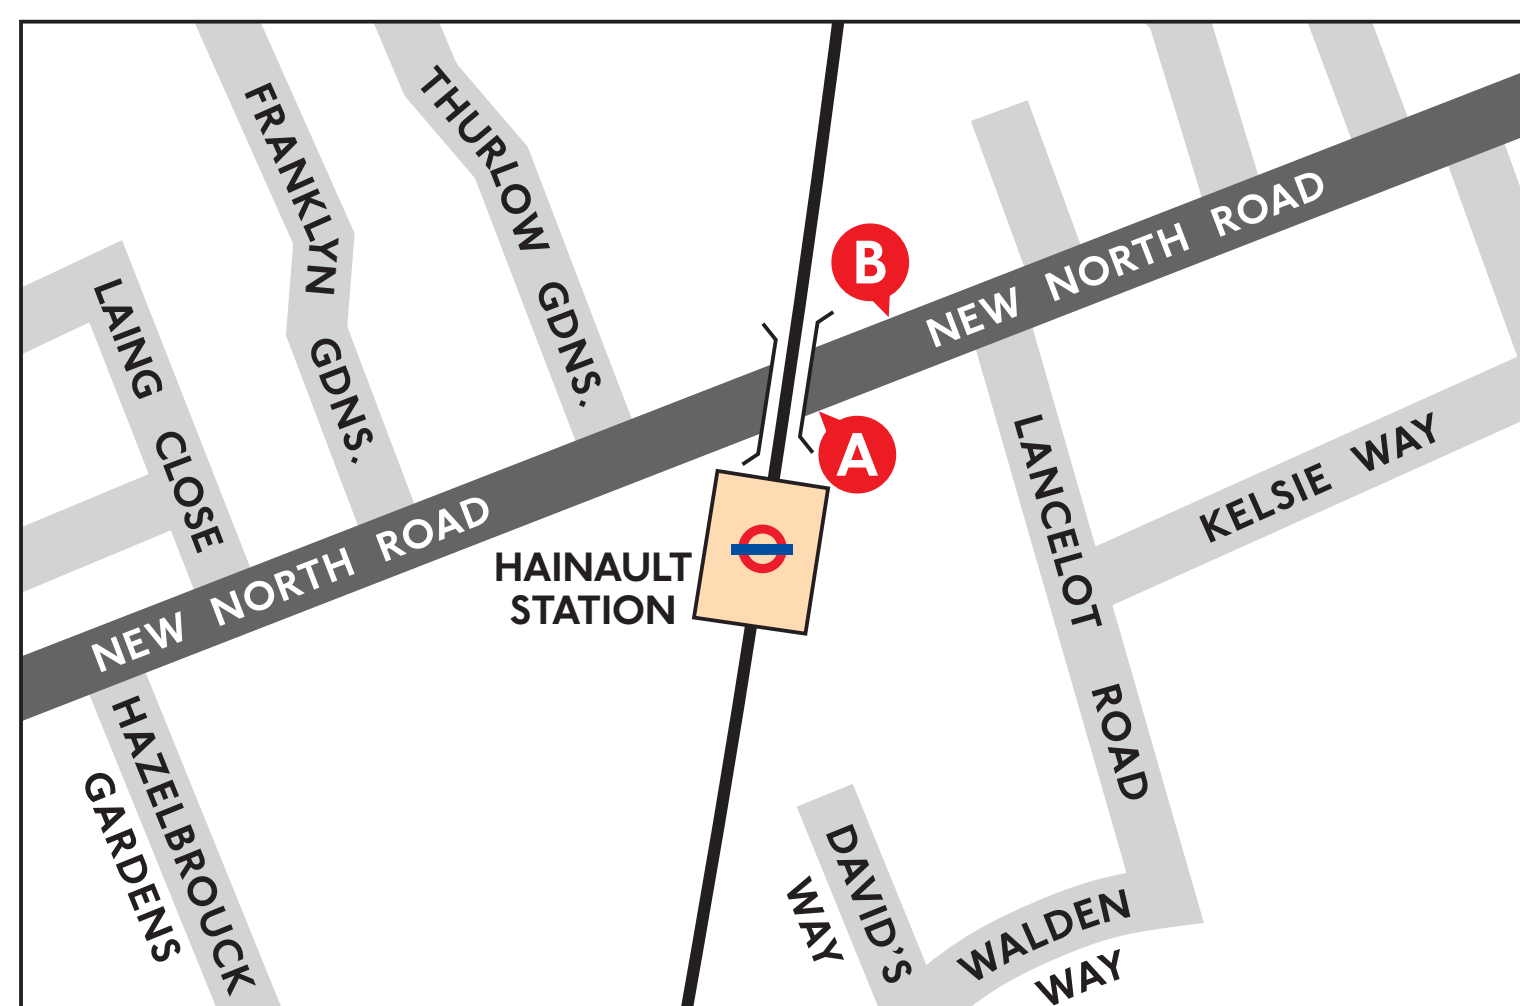 FRANKLYN GDNS.
THURLOW GDNS.
B
NEW NORTH ROAD
LAING CLOSE
A
LANCELOT ROAD
KELSIE WAY
NEW NORTH ROAD
HAINAULT
STATION
HAZELBROUCK
GARDENS
DAVID'S
WAY
WALDEN
WAY